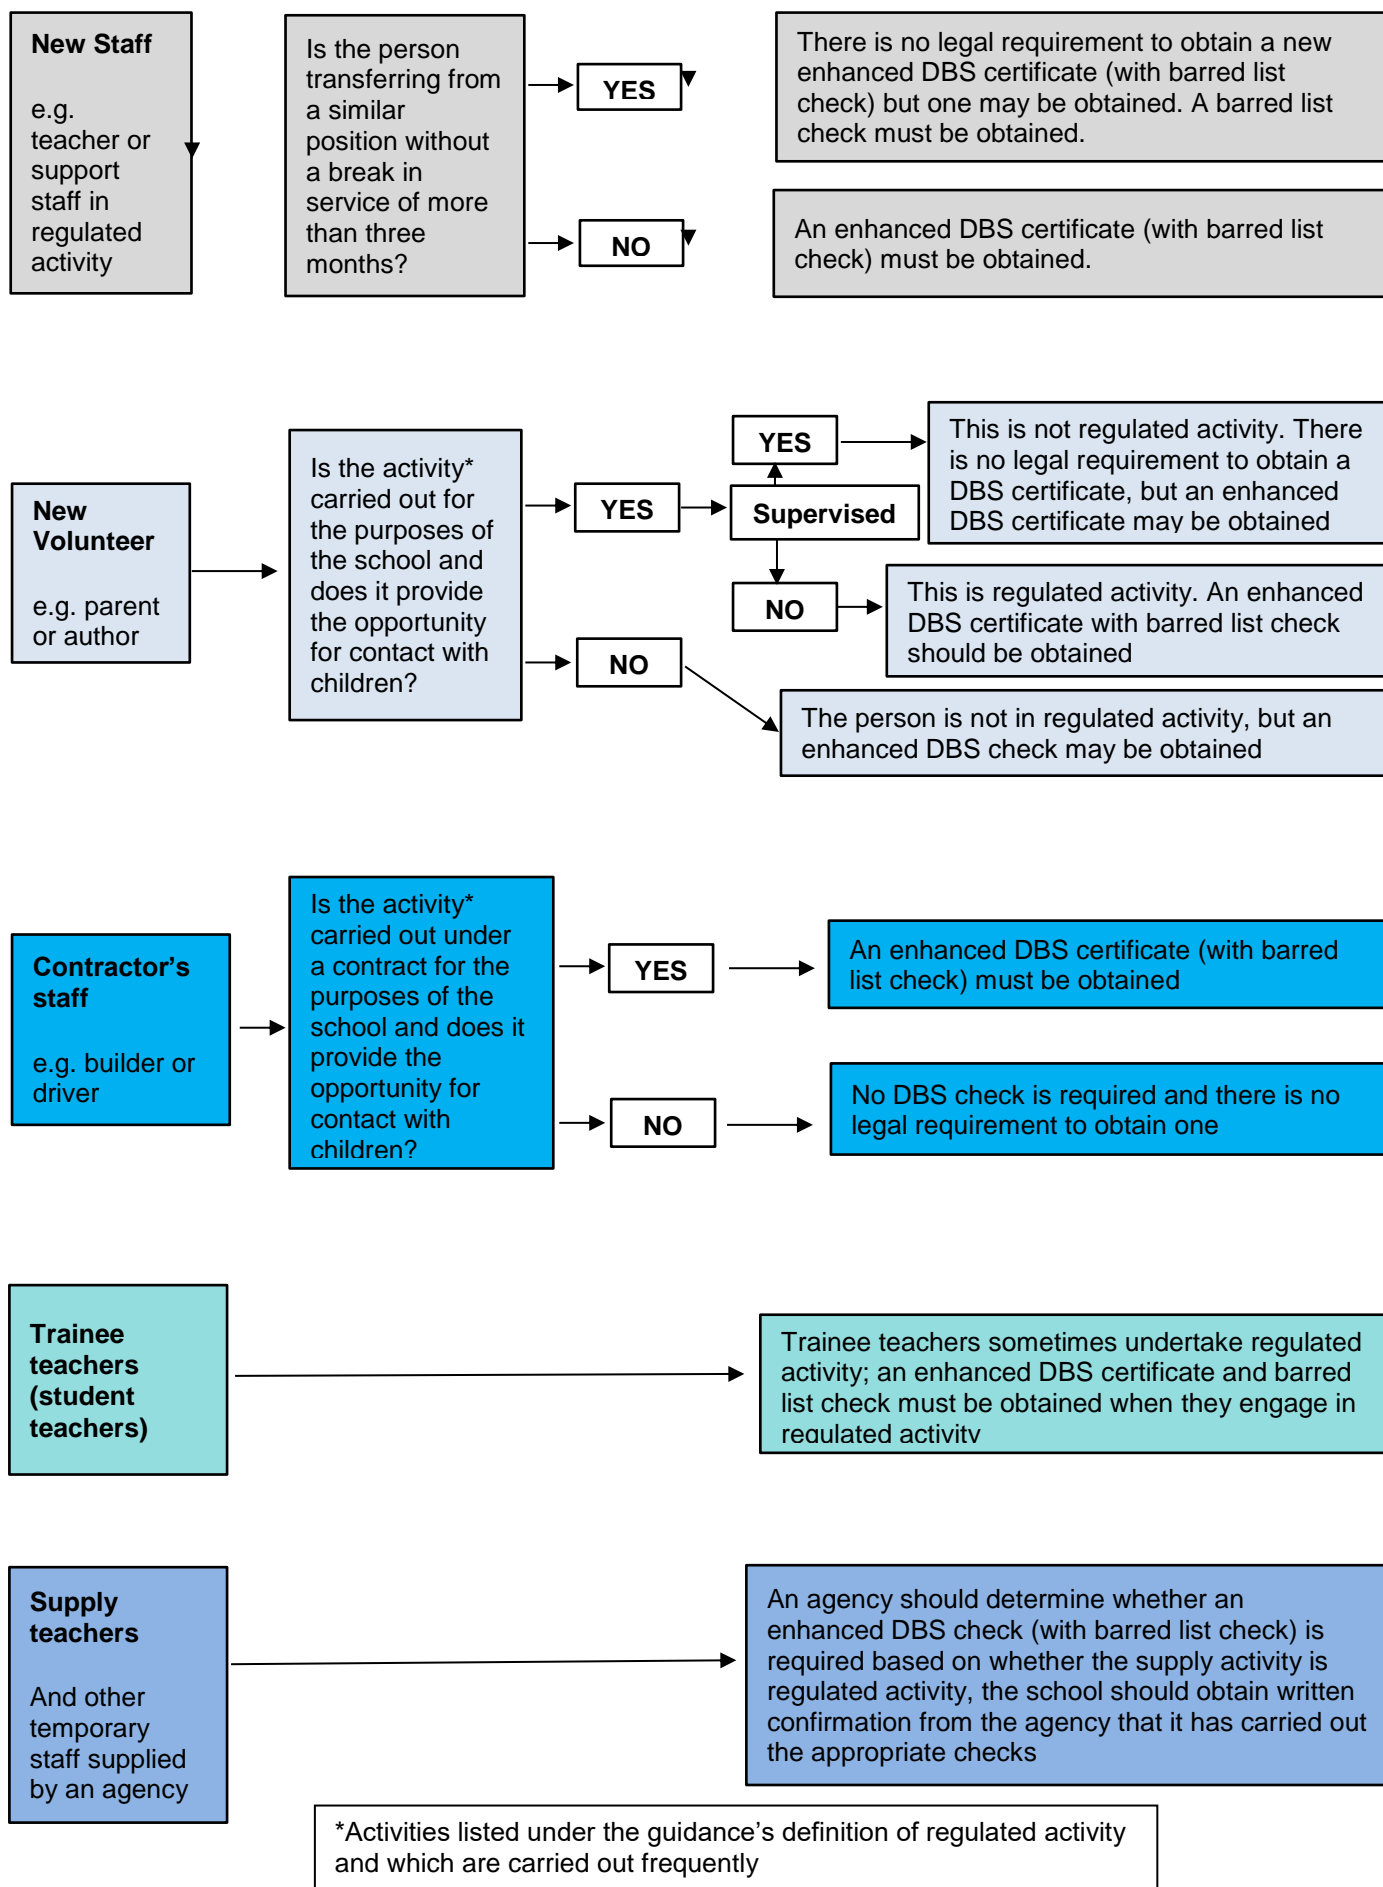 New Staff
e.g.
teacher or
support
staff in
regulated
activity
Is the person
transferring from
a similar
position without
a break in
service of more
than three
months?
YES
There is no legal requirement to obtain a new
enhanced DBS certificate (with barred list
check) but one may be obtained. A barred list
check must be obtained.
NO
An enhanced DBS certificate (with barred list
check) must be obtained.
New
Volunteer
e.g. parent
or author
Is the activity*
carried out for
the purposes of
the school and
does it provide
the opportunity
for contact with
children?
YES
Supervised
YES
This is not regulated activity. There
is no legal requirement to obtain a
DBS certificate, but an enhanced
DBS certificate may be obtained
NO
This is regulated activity. An enhanced
DBS certificate with barred list check
should be obtained
NO
The person is not in regulated activity, but an
enhanced DBS check may be obtained
Contractor’s
staff
e.g. builder or
driver
Is the activity*
carried out under
a contract for the
purposes of the
school and does it
provide the
opportunity for
contact with
children?
YES
An enhanced DBS certificate (with barred
list check) must be obtained
NO
No DBS check is required and there is no
legal requirement to obtain one
Trainee
teachers
(student
teachers)
Trainee teachers sometimes undertake regulated
activity; an enhanced DBS certificate and barred
list check must be obtained when they engage in
regulated activity
Supply
teachers
And other
temporary
staff supplied
by an agency
An agency should determine whether an
enhanced DBS check (with barred list check) is
required based on whether the supply activity is
regulated activity, the school should obtain written
confirmation from the agency that it has carried out
the appropriate checks
*Activities listed under the guidance’s definition of regulated activity
and which are carried out frequently